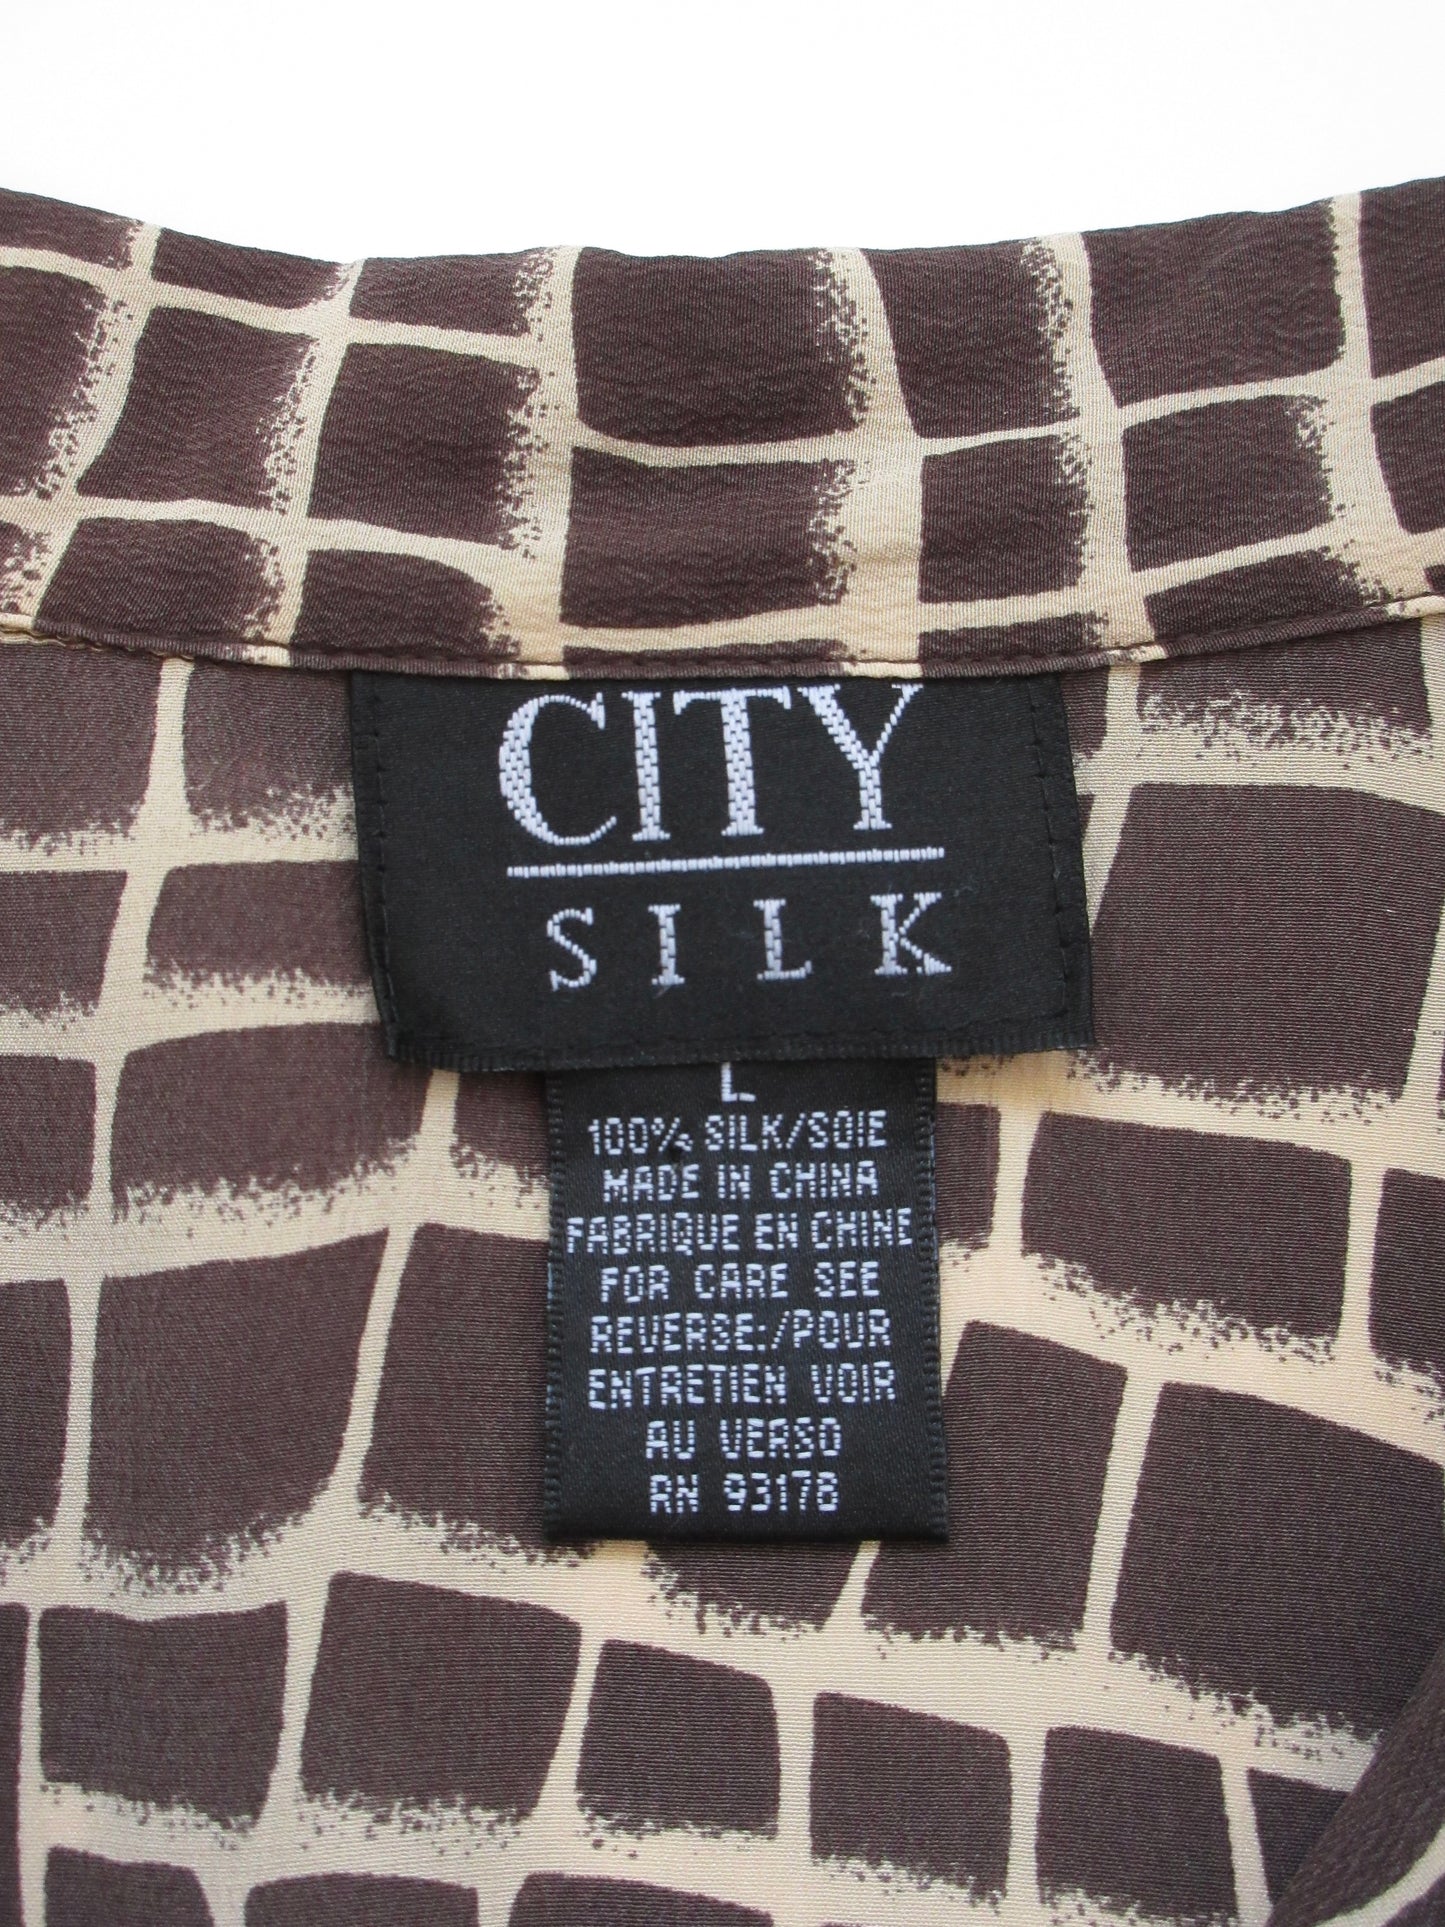 CITY
SILK
L
100% SILK/SOIE
MADE IN CHINA
FABRIQUE EN CHINE
FOR CARE SEE
REVERSE:/POUR
ENTRETIEN VOIR
AU VERSO
RN 93178